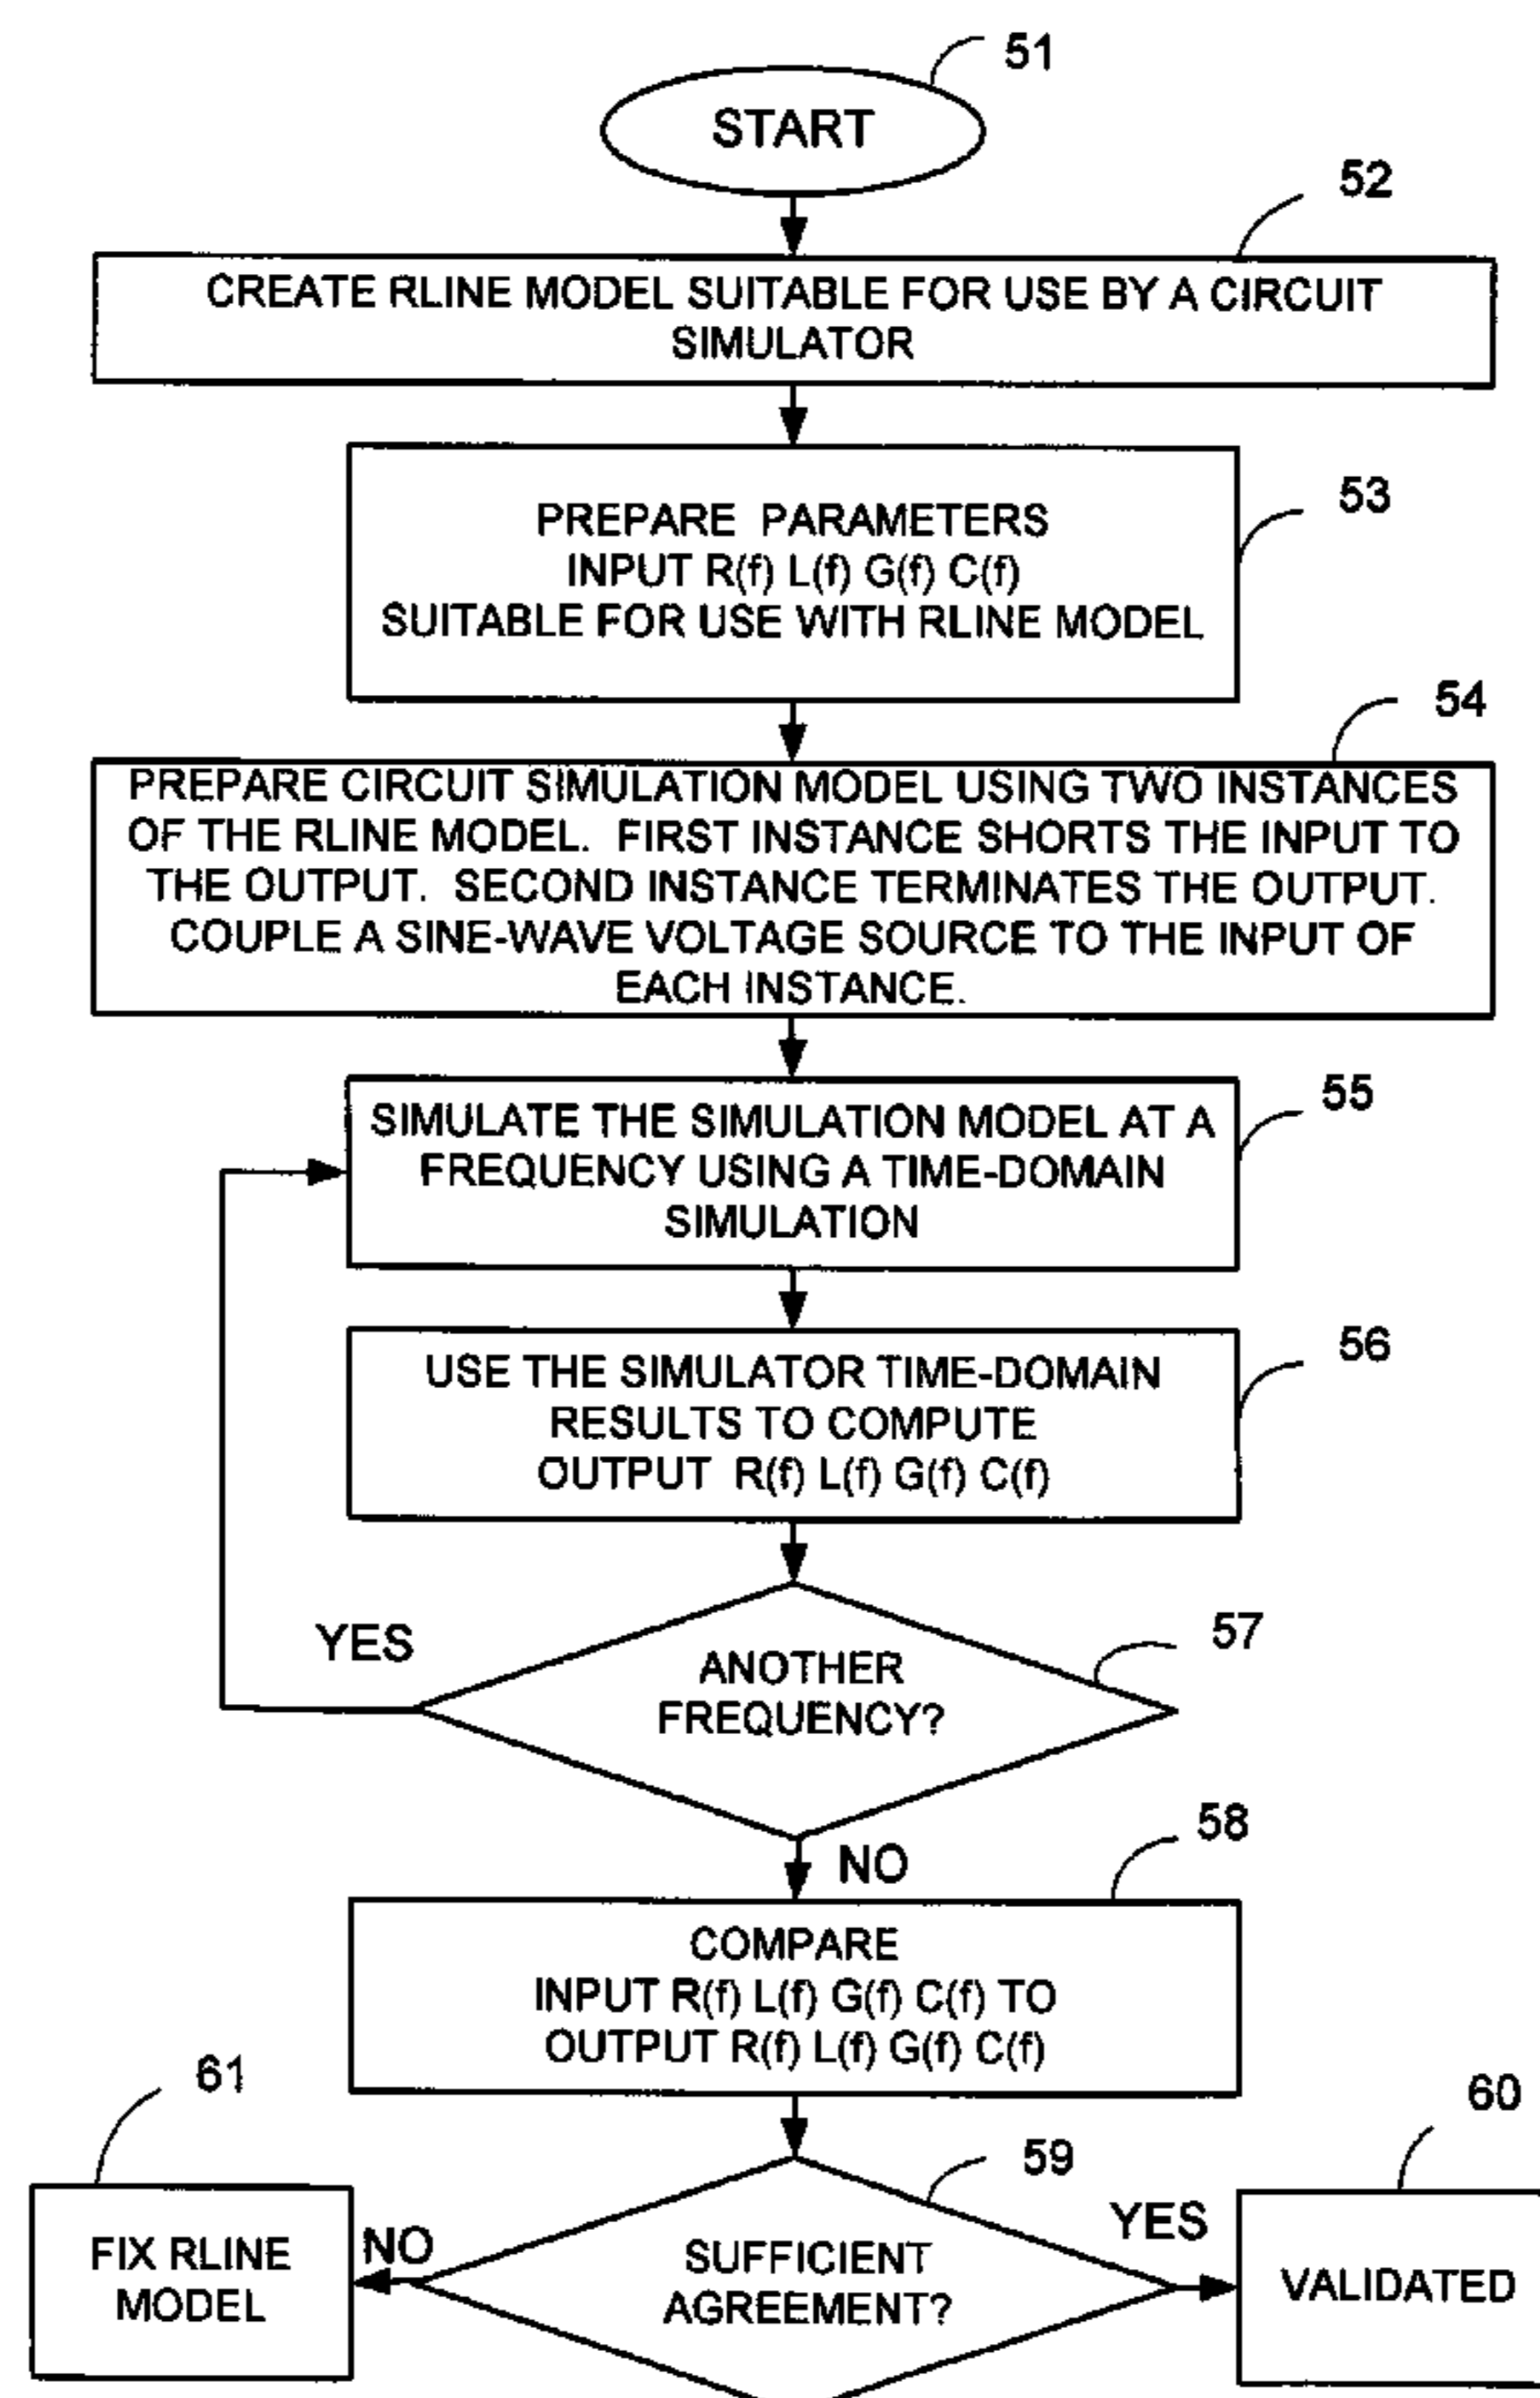 51
START
52
CREATE RLINE MODEL SUITABLE FOR USE BY A CIRCUIT
SIMULATOR
53
PREPARE PARAMETERS
INPUT R(f) L(f) G(f) C(f)
SUITABLE FOR USE WITH RLINE MODEL
54
PREPARE CIRCUIT SIMULATION MODEL USING TWO INSTANCES
OF THE RLINE MODEL. FIRST INSTANCE SHORTS THE INPUT TO
THE OUTPUT. SECOND INSTANCE TERMINATES THE OUTPUT.
COUPLE A SINE-WAVE VOLTAGE SOURCE TO THE INPUT OF
EACH INSTANCE.
55
SIMULATE THE SIMULATION MODEL AT A
FREQUENCY USING A TIME-DOMAIN
SIMULATION
56
USE THE SIMULATOR TIME-DOMAIN
RESULTS TO COMPUTE
OUTPUT R(f) L(f) G(f) C(f)
57
YES
ANOTHER
FREQUENCY?
58
NO
COMPARE
INPUT R(f) L(f) G(f) C(f) TO
OUTPUT R(f) L(f) G(f) C(f)
61
60
59
YES
NO
FIX RLINE
MODEL
SUFFICIENT
AGREEMENT?
VALIDATED